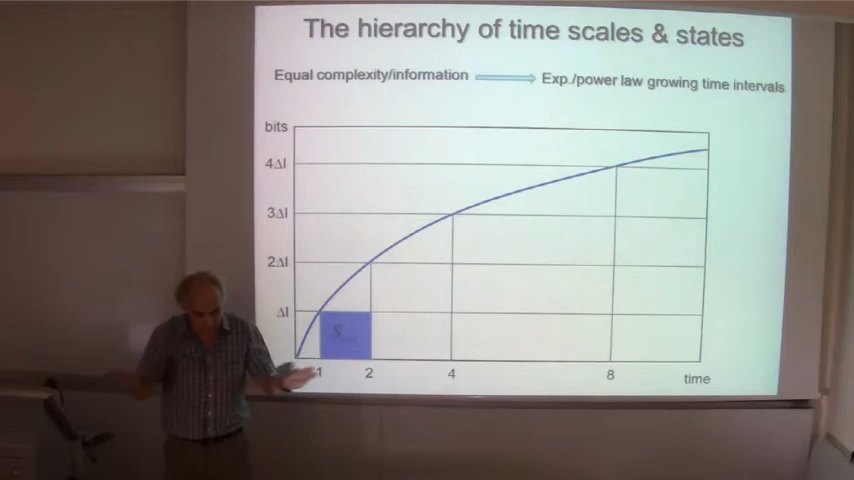 The hierarchy of time scales & states
Equal complexity/information
Exp./power law growing time intervals
bits
4ΔI
3ΔI
2ΔI
ΔI
1
2
4
8
time